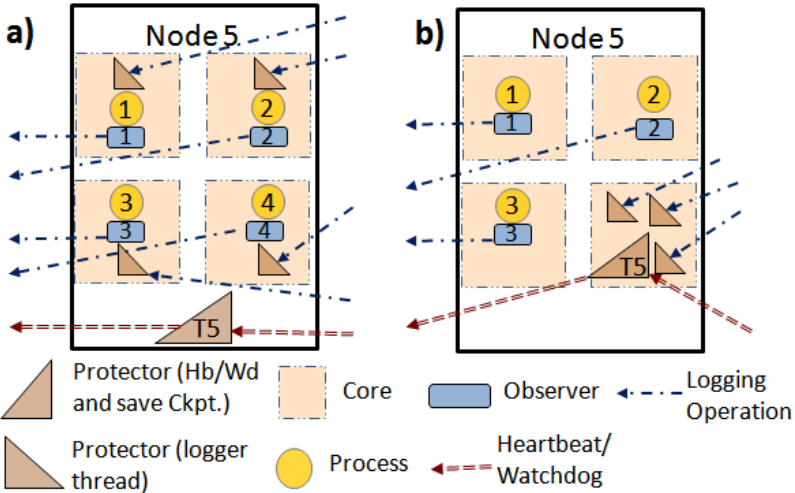 a)
Node 5
1
2
1
2
3
4
3
4
T5
b)
Node 5
1
2
1
2
3
3
T5
Protector (Hb/Wd
and save Ckpt.)
Core
Observer
Logging
Operation
Protector (logger
thread)
Process
Heartbeat/
Watchdog